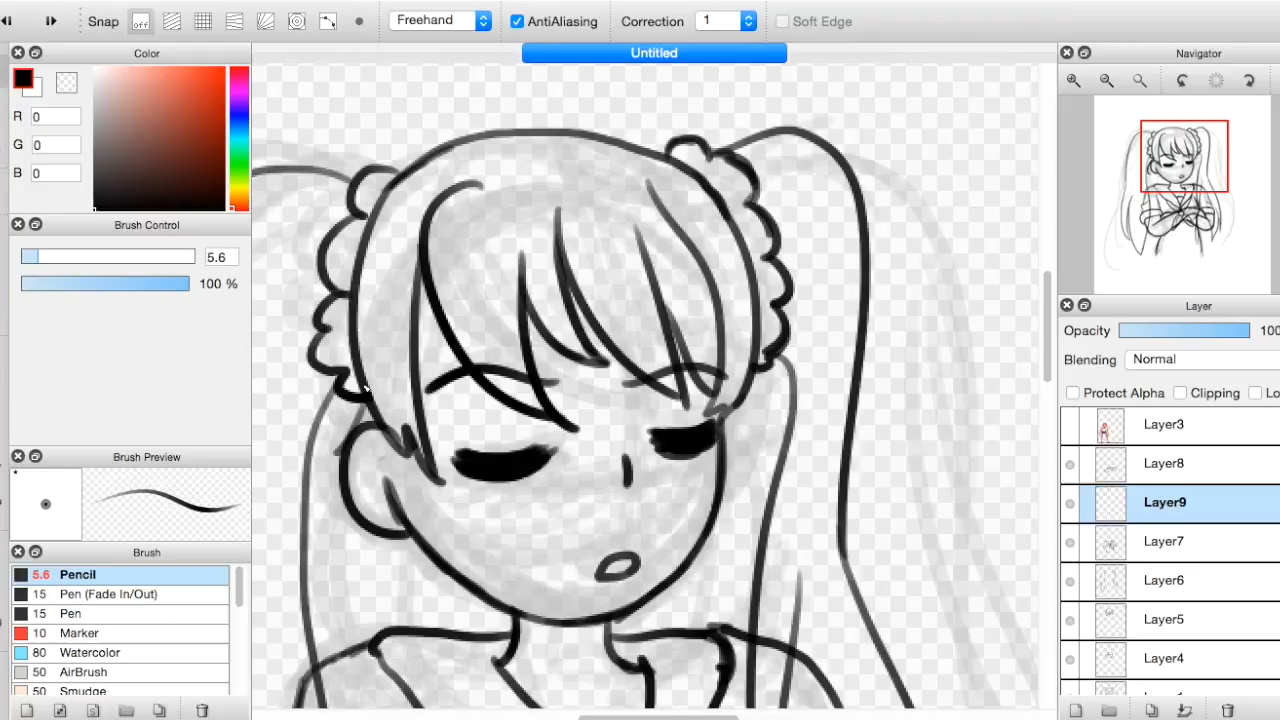 Snap off Freehand AntiAliasing Correction 1 Soft Edge
Color
Untitled
Navigator
R 0
G 0
B 0
Brush Control
5.6
100 %
Layer
Opacity 100
Blending Normal
Protect Alpha Clipping Lo
Layer3
Brush Preview
Layer8
Layer9
Layer7
Brush
5.6 Pencil
15 Pen (Fade In/Out)
Layer6
15 Pen
10 Marker
Layer5
80 Watercolor
50 AirBrush
Layer4
50 Smudge